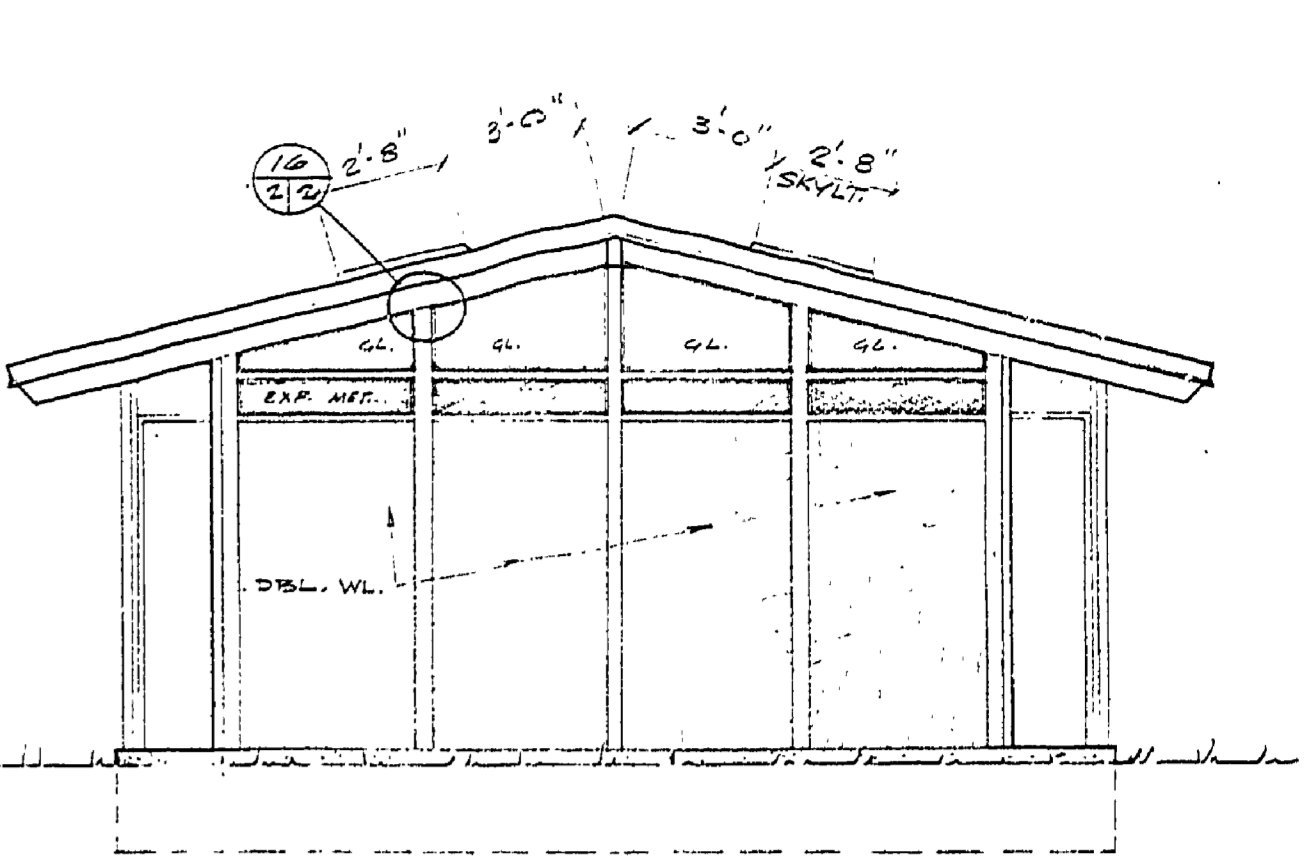 3'-0"
3'-0"
16
2 2
2'-8"
2'-8"
SKYLT.
GL.
GL.
GL.
GL.
EXP. MET.
DBL. WL.